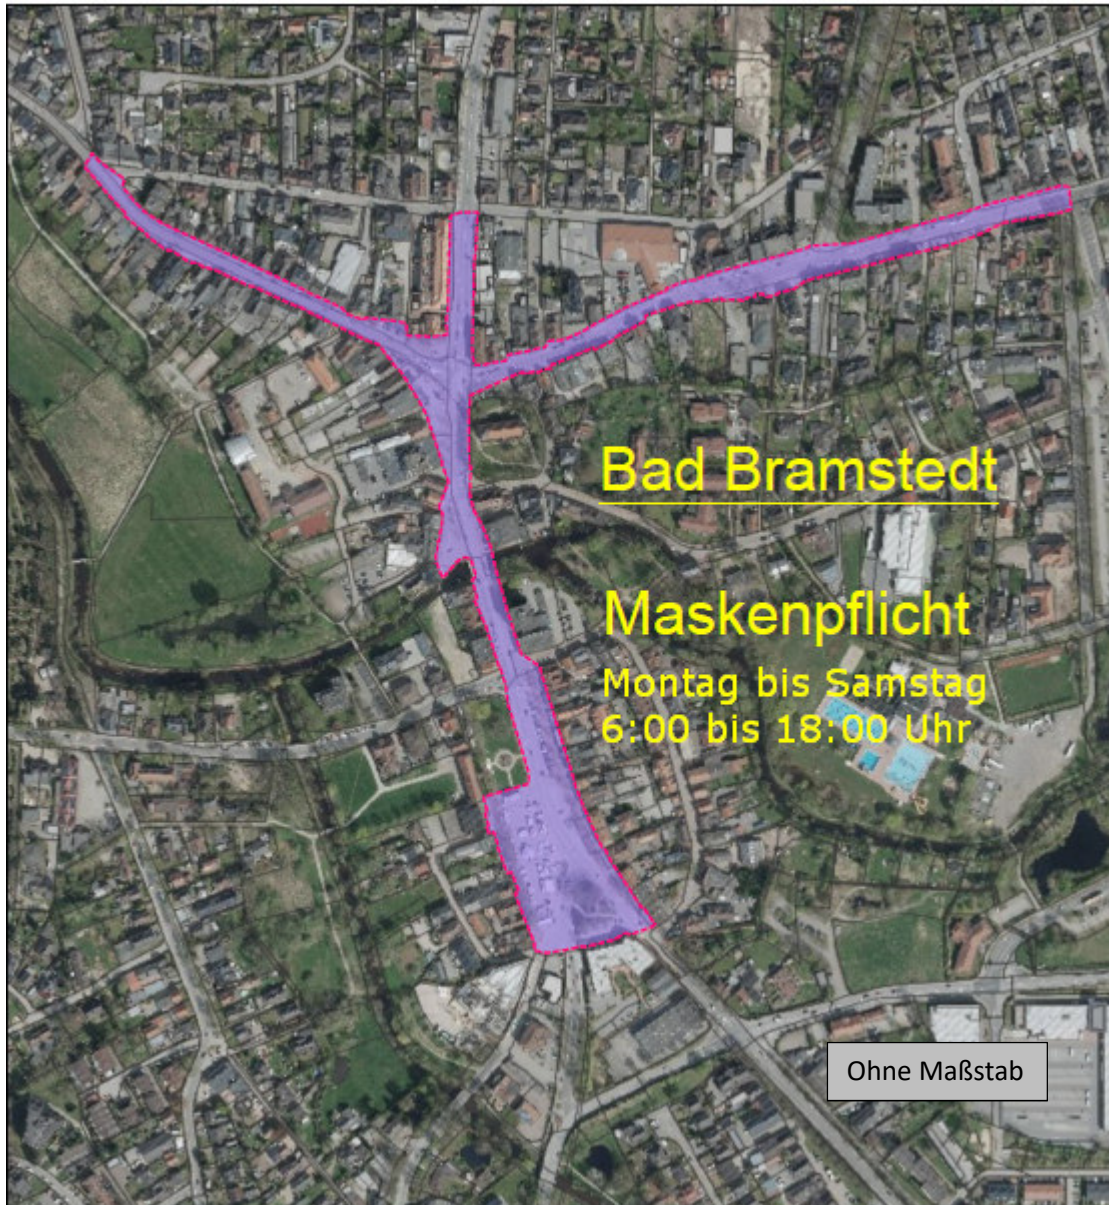 Bad Bramstedt
Maskenpflicht
Montag bis Samstag
6:00 bis 18:00 Uhr
Ohne Maßstab